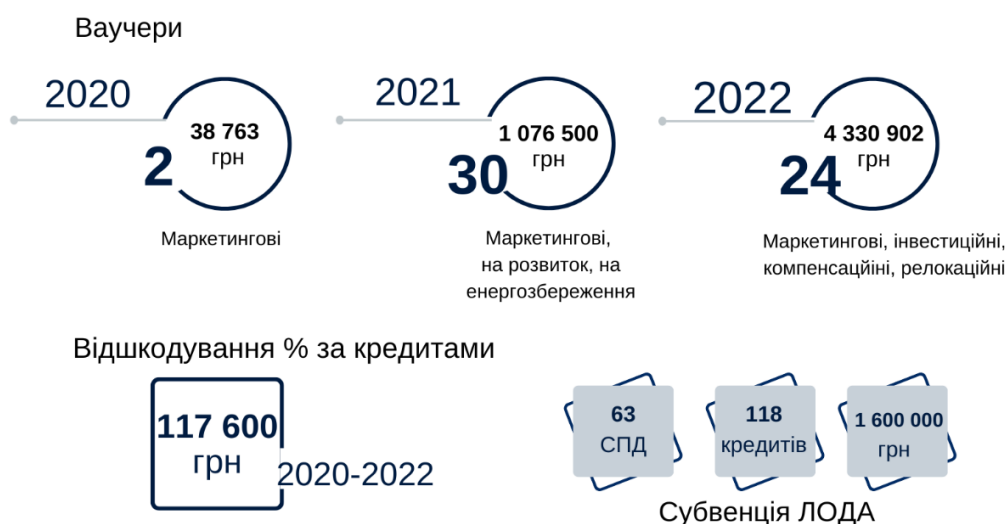 Ваучери
2020
38 763
грн
2
Маркетингові
2021
1 076 500
грн
30
Маркетингові,
на розвиток, на
енергозбереження
2022
4 330 902
грн
24
Маркетингові, інвестиційні,
компенсаційні, релокаційні
Відшкодування % за кредитами
117 600
грн
2020-2022
63
СПД
118
кредитів
1 600 000
грн
Субвенція ЛОДА